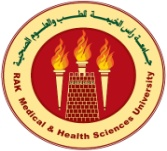 جامعة رأس الخيمة للطب والعلوم الصحية
RAK Medical & Health Sciences University